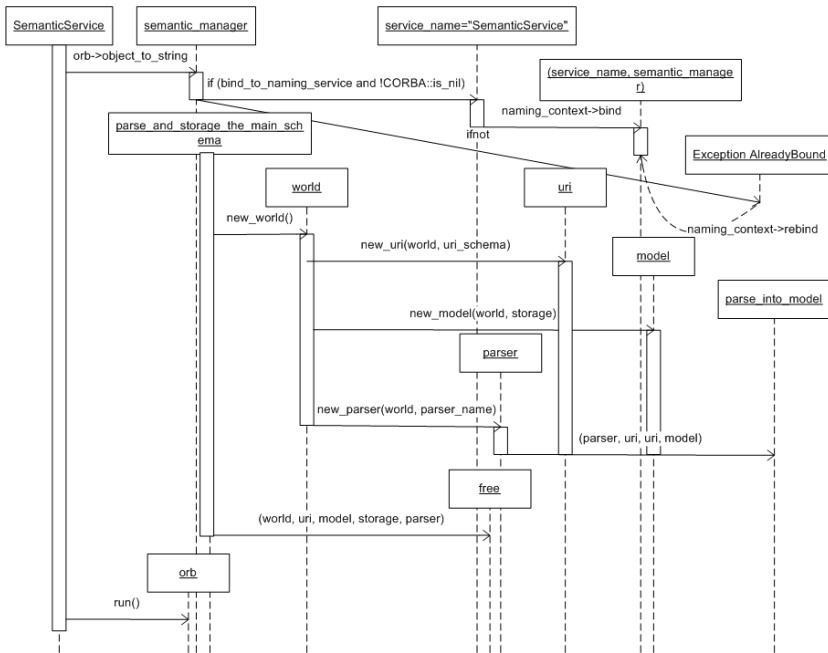 SemanticService
semantic_manager
service_name="SemanticService"
orb->object_to_string
if (bind_to_naming_service and !CORBA::is_nil)
(service_name, semantic_manage
r)
naming_context->bind
parse_and_storage_the_main_sch
ema
ifnot
Exception AlreadyBound
world
uri
new_world()
naming_context->rebind
new_uri(world, uri_schema)
model
parse_into_model
new_model(world, storage)
parser
new_parser(world, parser_name)
(parser, uri, uri, model)
free
(world, uri, model, storage, parser)
orb
run()